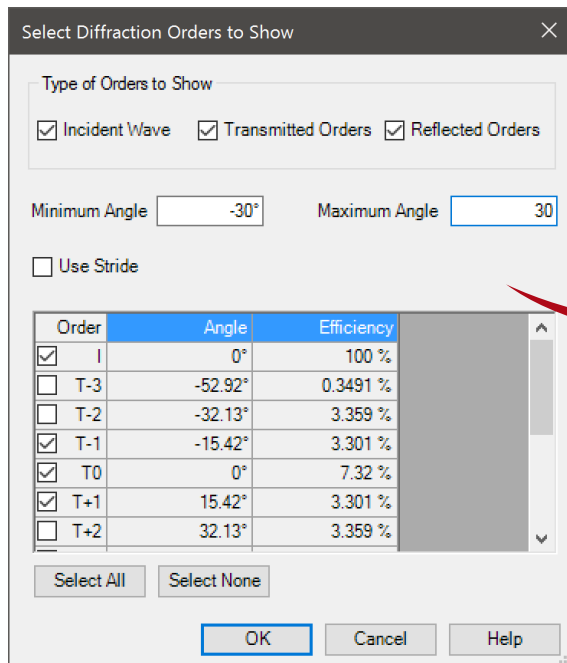 Select Diffraction Orders to Show
Type of Orders to Show
Incident Wave Transmitted Orders Reflected Orders
Minimum Angle -30° Maximum Angle 30
Use Stride
Order Angle Efficiency
I 0° 100 %
T-3 -52.92° 0.3491 %
T-2 -32.13° 3.359 %
T-1 -15.42° 3.301 %
T0 0° 7.32 %
T+1 15.42° 3.301 %
T+2 32.13° 3.359 %
Select All Select None
OK Cancel Help